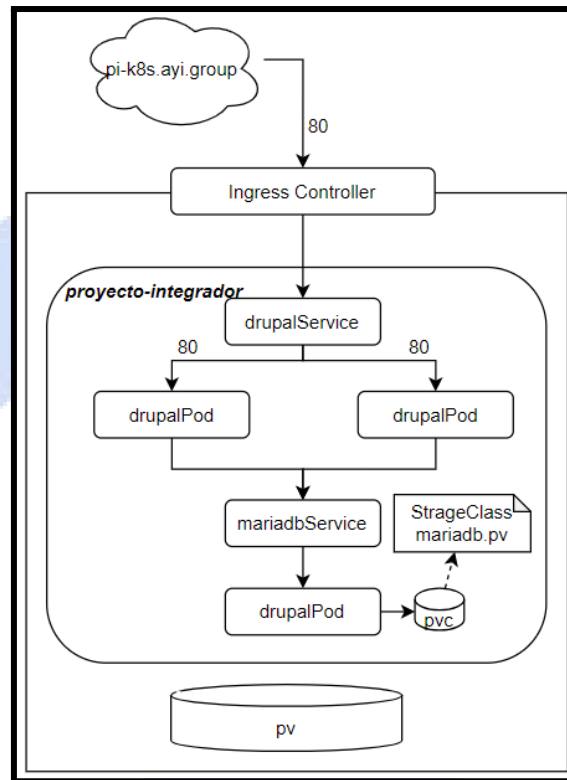 pi-k8s.ayi.group
80
Ingress Controller
proyecto-integrador
drupalService
80
80
drupalPod
drupalPod
mariadbService
StrageClass
mariadb.pv
drupalPod
pvc
pv